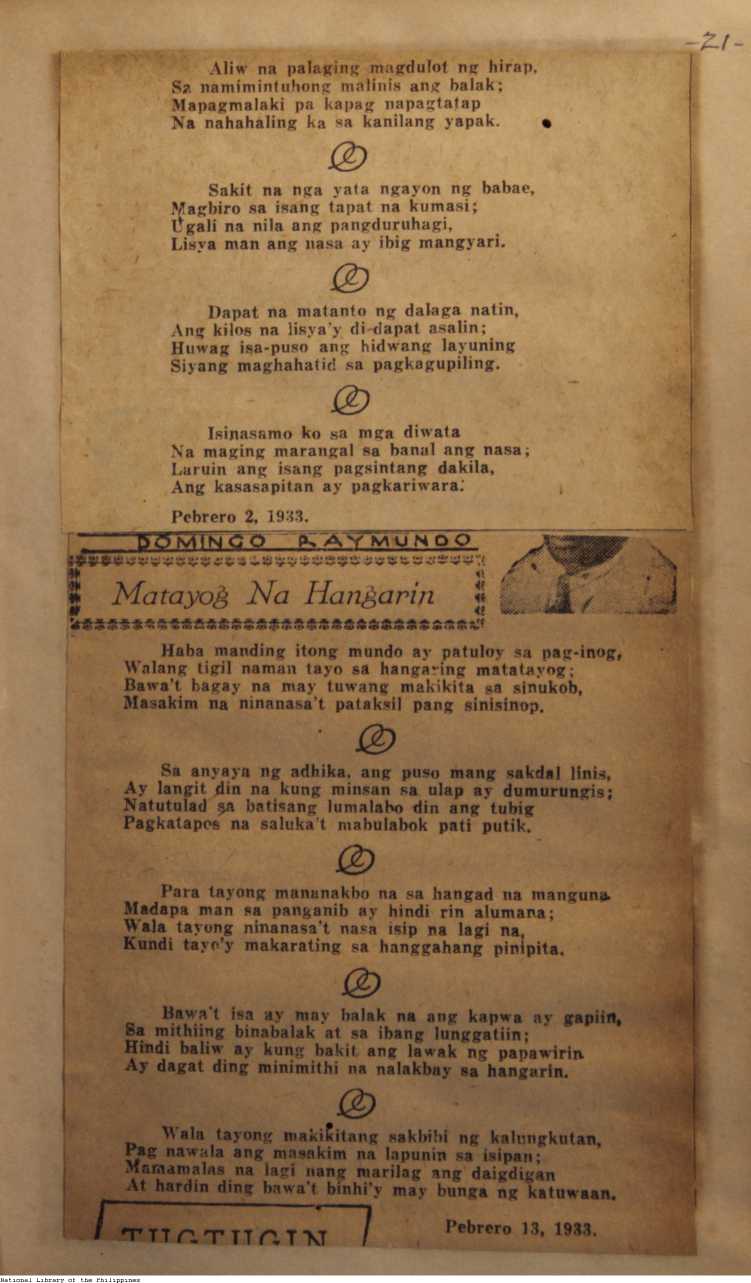 -21-
Aliw na palaging magdulot ng hirap,
Sa namimintuhong malinis ang balak;
Mapagmalaki pa kapag napagtatap
Na nahahaling ka sa kanilang yapak.
Sakit na nga yata ngayon ng babae,
Magbiro sa isang tapat na kumasi;
Ugali na nila ang pangduruhagi,
Lisya man ang nasa ay ibig mangyari.
Dapat na matanto ng dalaga natin,
Ang kilos na lisya'y di-dapat asalin;
Huwag isa-puso ang hidwang layuning
Siyang maghahatid sa pagkagupiling.
Isinasamo ko sa mga diwata
Na maging marangal sa banal ang nasa;
Laruin ang isang pagsintang dakila,
Ang kasasapitan ay pagkariwara.
Pebrero 2, 1933.
DOMINGO RAYMUNDO
Matayog Na Hangarin
Haba manding itong mundo ay patuloy sa pag-inog,
Walang tigil naman tayo sa hangaring matatayog;
Bawa't bagay na may tuwang makikita sa sinukob,
Masakim na ninanasa't pataksil pang sinisinop.
Sa anyaya ng adhika, ang puso mang sakdal linis,
Ay langit din na kung minsan sa ulap ay dumurungis;
Natutulad sa batisang lumalabo din ang tubig
Pagkatapos na saluka't mabulabok pati putik.
Para tayong mananakbo na sa hangad na manguna
Madapa man sa panganib ay hindi rin alumana;
Wala tayong ninanasa't nasa isip na lagi na,
Kundi tayo'y makarating sa hanggahang pinipita.
Bawa't isa ay may balak na ang kapwa ay gapiin,
Sa mithiing binabalak at sa ibang lunggatiin;
Hindi baliw ay kung bakit ang lawak ng papawirin
Ay dagat ding minimithi na nalakbay sa hangarin.
Wala tayong makikitang sakbibi ng kalungkutan,
Pag nawala ang masakim na lapunin sa isipan;
Mamamalas na lagi nang marilag ang daigdigan
At hardin ding bawa't binhi'y may bunga ng katuwaan.
Pebrero 13, 1933.
TUGTUGIN
National Library of the Philippines